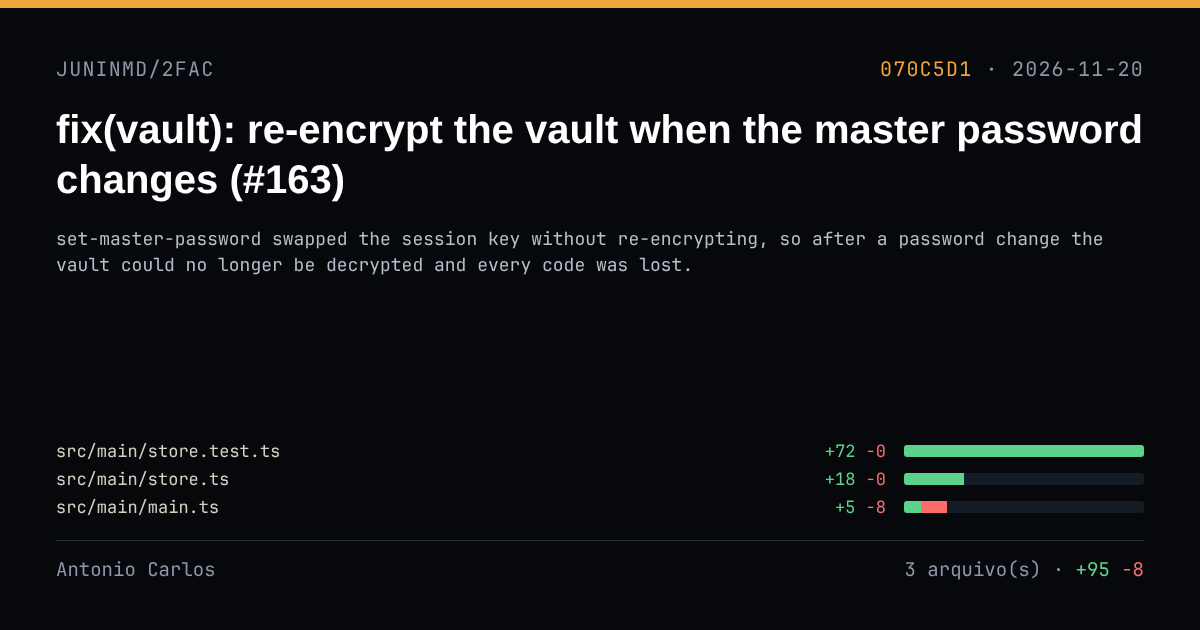 JUNINMD/2FAC
070C5D1 · 2026-11-20
fix(vault): re-encrypt the vault when the master password
changes (#163)
set-master-password swapped the session key without re-encrypting, so after a password change the
vault could no longer be decrypted and every code was lost.
src/main/store.test.ts +72 -0
src/main/store.ts +18 -0
src/main/main.ts +5 -8
Antonio Carlos
3 arquivo(s) · +95 -8